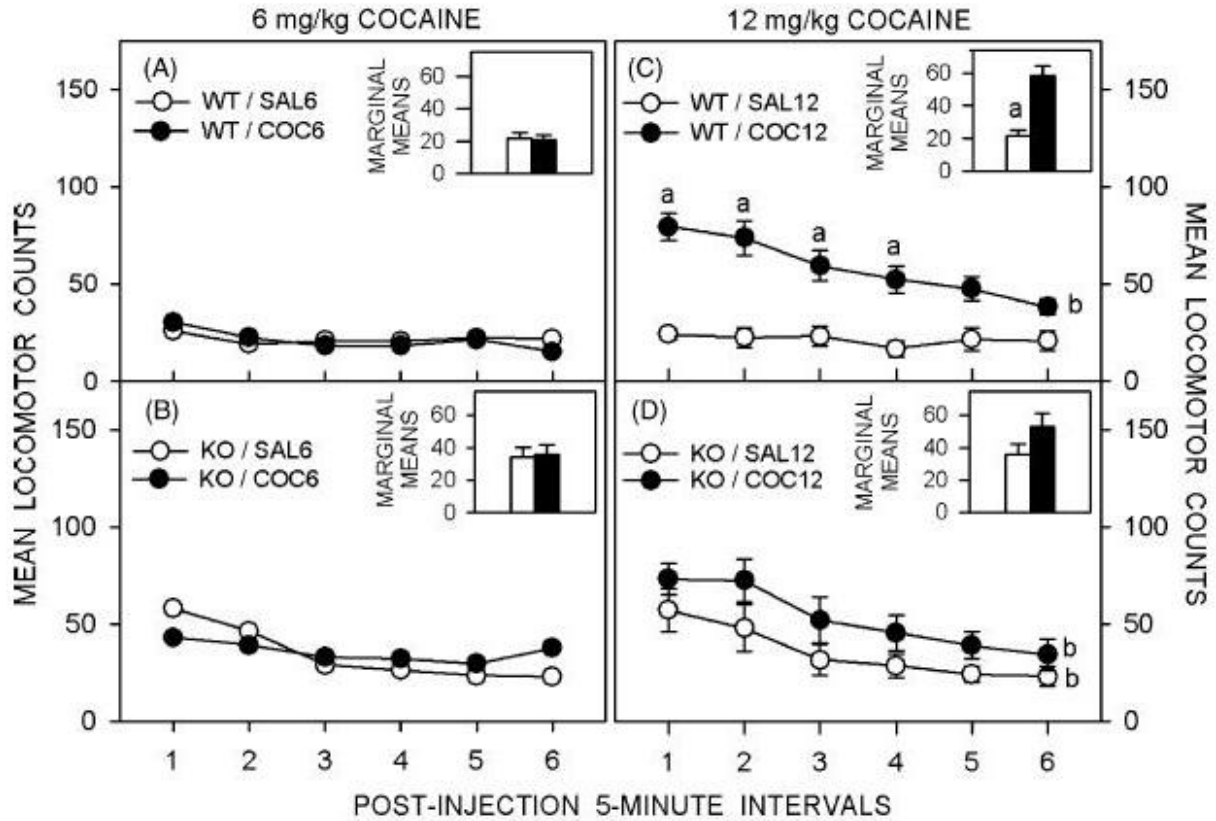 6 mg/kg COCAINE
12 mg/kg COCAINE
MEAN LOCOMOTOR COUNTS
150
100
50
0
150
100
50
0
(A)
WT / SAL6
WT / COC6
MARGINAL
MEANS
60
40
20
0
(C)
WT / SAL12
WT / COC12
MARGINAL
MEANS
60
40
20
0
a
a
a
a
a
b
(B)
KO / SAL6
KO / COC6
MARGINAL
MEANS
60
40
20
0
(D)
KO / SAL12
KO / COC12
MARGINAL
MEANS
60
40
20
0
b
b
150
100
50
0
150
100
50
0
MEAN LOCOMOTOR COUNTS
1 2 3 4 5 6
1 2 3 4 5 6
POST-INJECTION 5-MINUTE INTERVALS